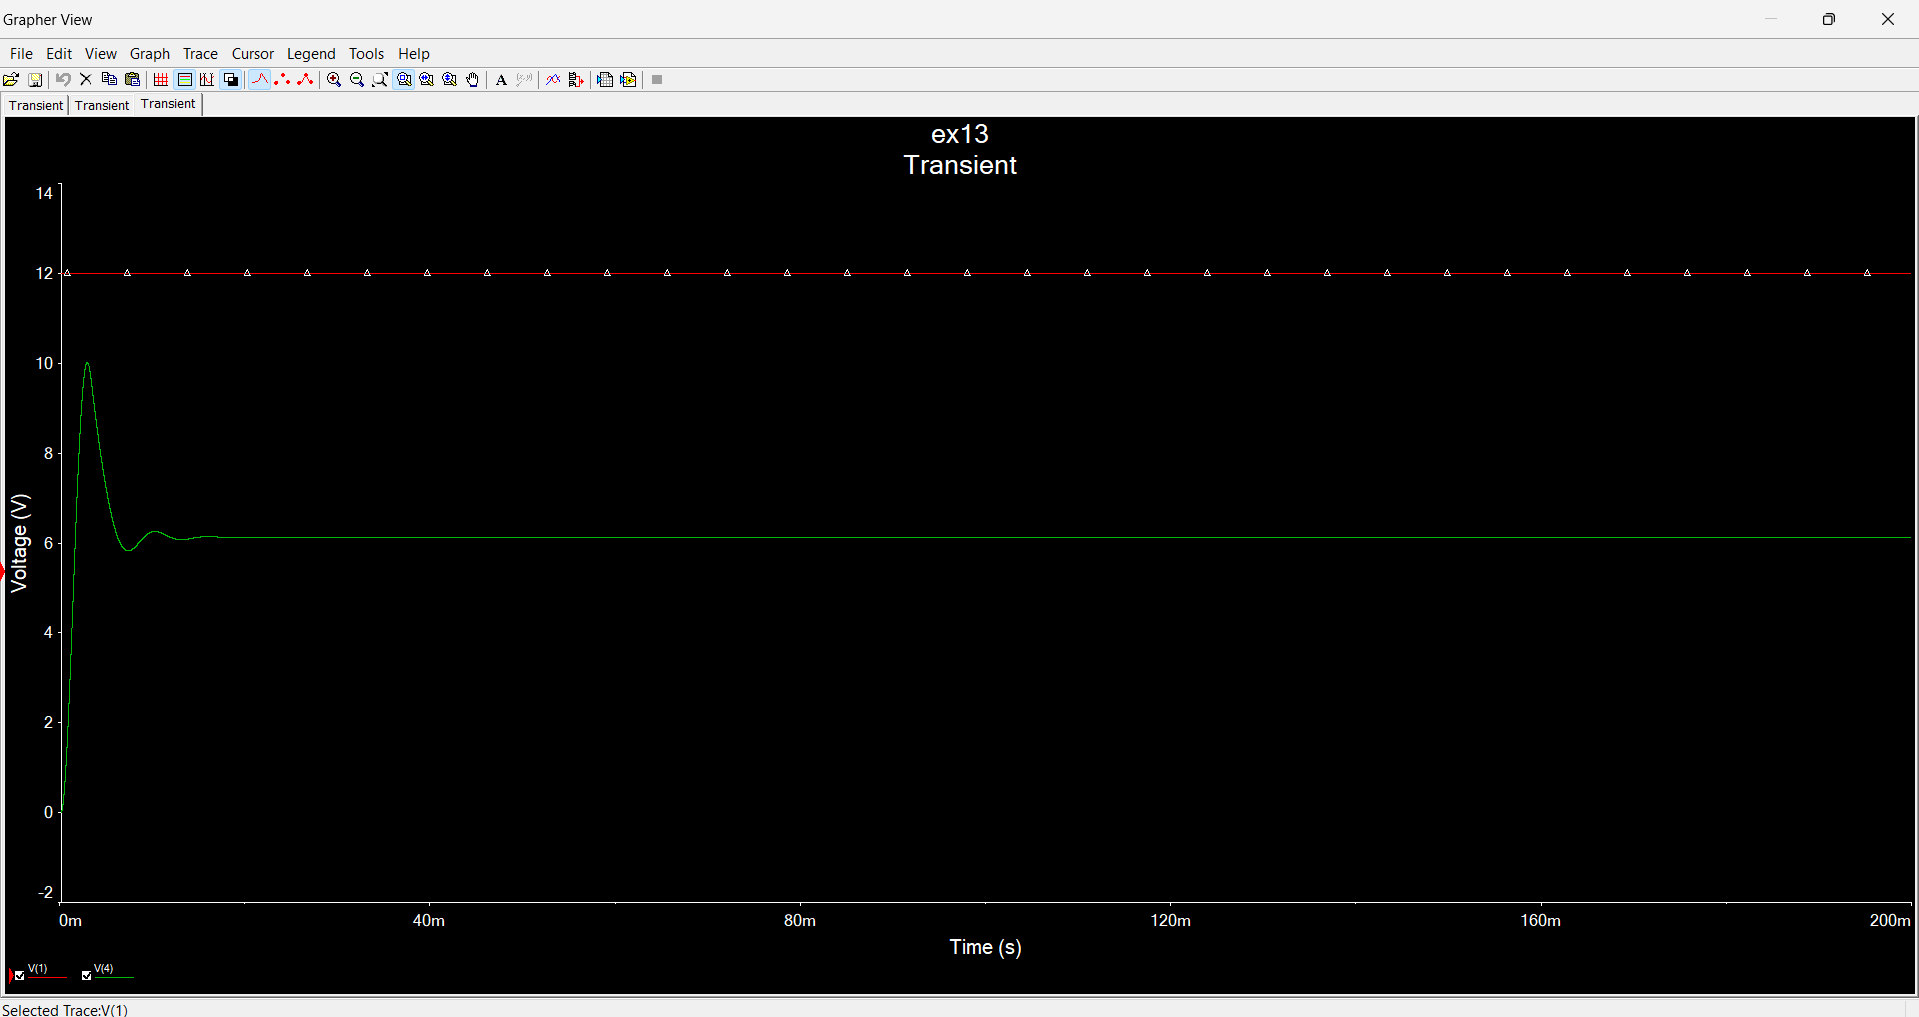 Grapher View
File Edit View Graph Trace Cursor Legend Tools Help
A
Transient Transient Transient
ex13
Transient
14
12
10
8
6
4
2
0
-2
Voltage (V)
0m 40m 80m 120m 160m 200m
Time (s)
V(1) V(4)
Selected Trace:V(1)